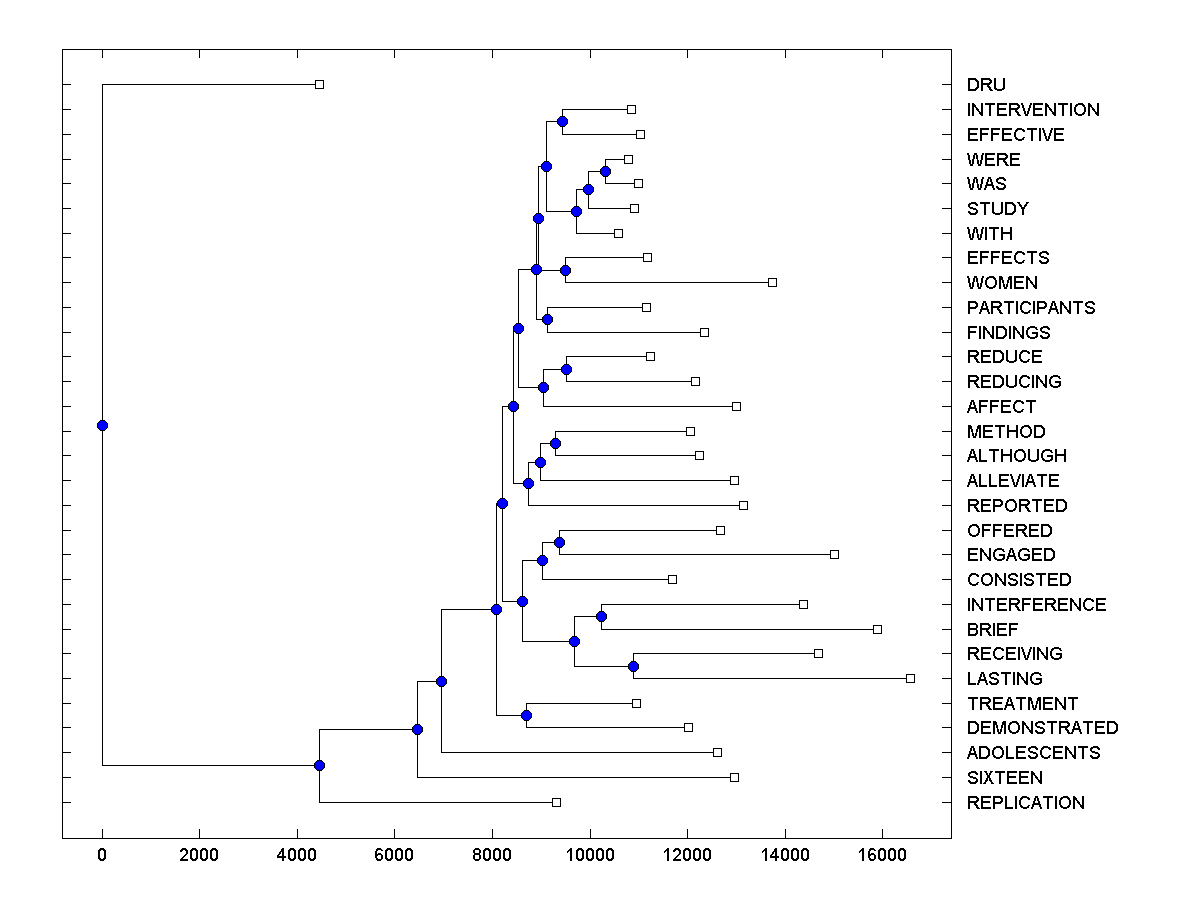 DRU
INTERVENTION
EFFECTIVE
WERE
WAS
STUDY
WITH
EFFECTS
WOMEN
PARTICIPANTS
FINDINGS
REDUCE
REDUCING
AFFECT
METHOD
ALTHOUGH
ALLEVIATE
REPORTED
OFFERED
ENGAGED
CONSISTED
INTERFERENCE
BRIEF
RECEIVING
LASTING
TREATMENT
DEMONSTRATED
ADOLESCENTS
SIXTEEN
REPLICATION
0 2000 4000 6000 8000 10000 12000 14000 16000